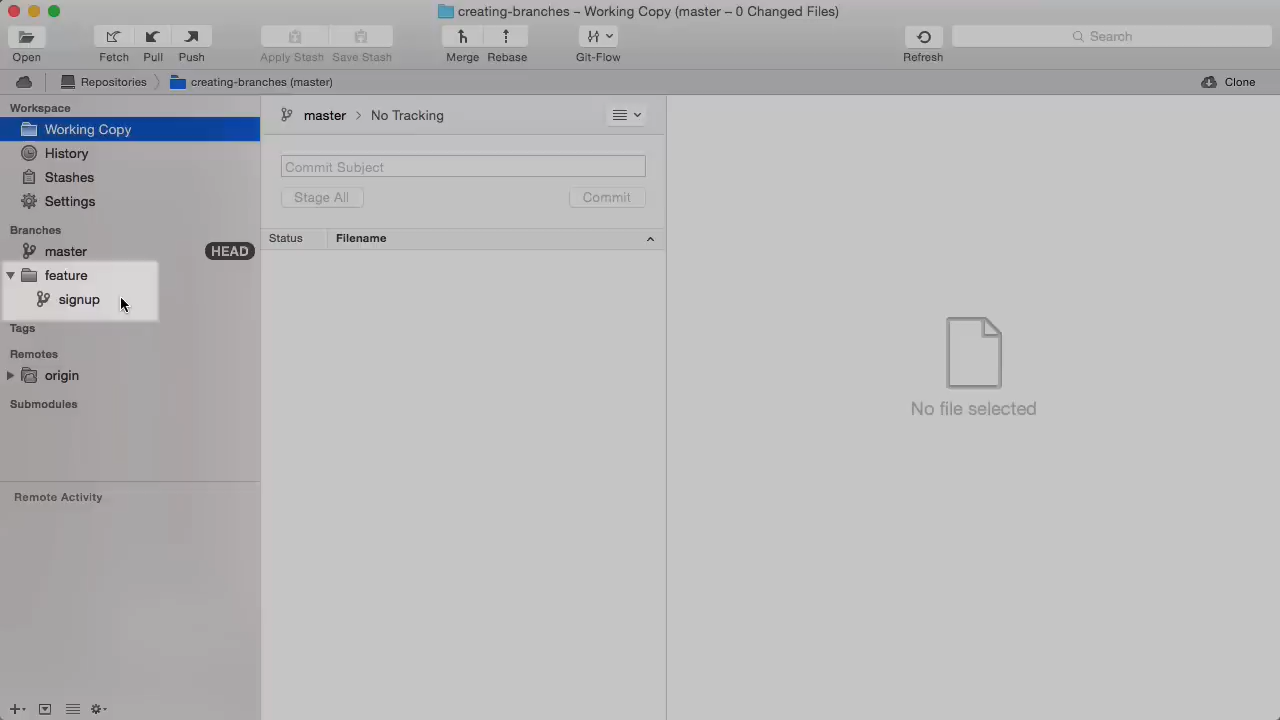 creating-branches – Working Copy (master – 0 Changed Files)
Open
Fetch
Pull
Push
Apply Stash
Save Stash
Merge
Rebase
Git-Flow
Refresh
Search
Repositories
creating-branches (master)
Clone
Workspace
Working Copy
History
Stashes
Settings
Branches
master
HEAD
feature
signup
Tags
Remotes
origin
Submodules
Remote Activity
master > No Tracking
Commit Subject
Stage All
Commit
Status
Filename
No file selected